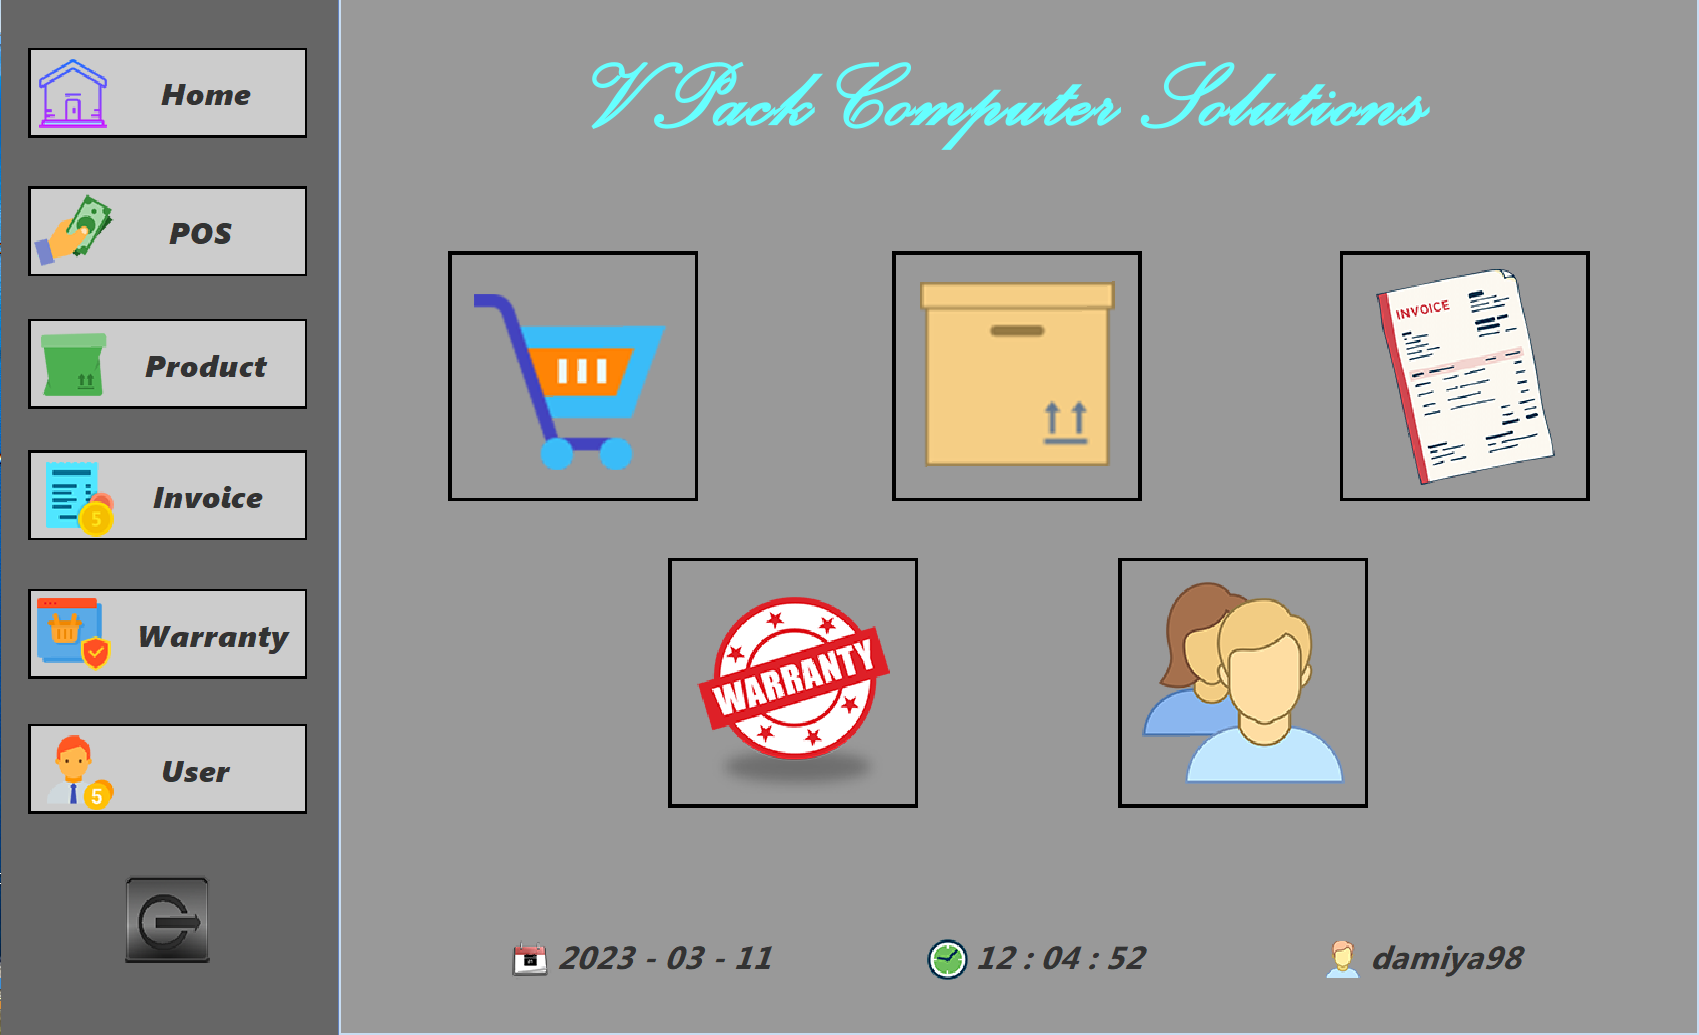 Home
POS
Product
Invoice
Warranty
User
V Pack Computer Solutions
INVOICE
WARRANTY
2023 - 03 - 11
12 : 04 : 52
damiya98